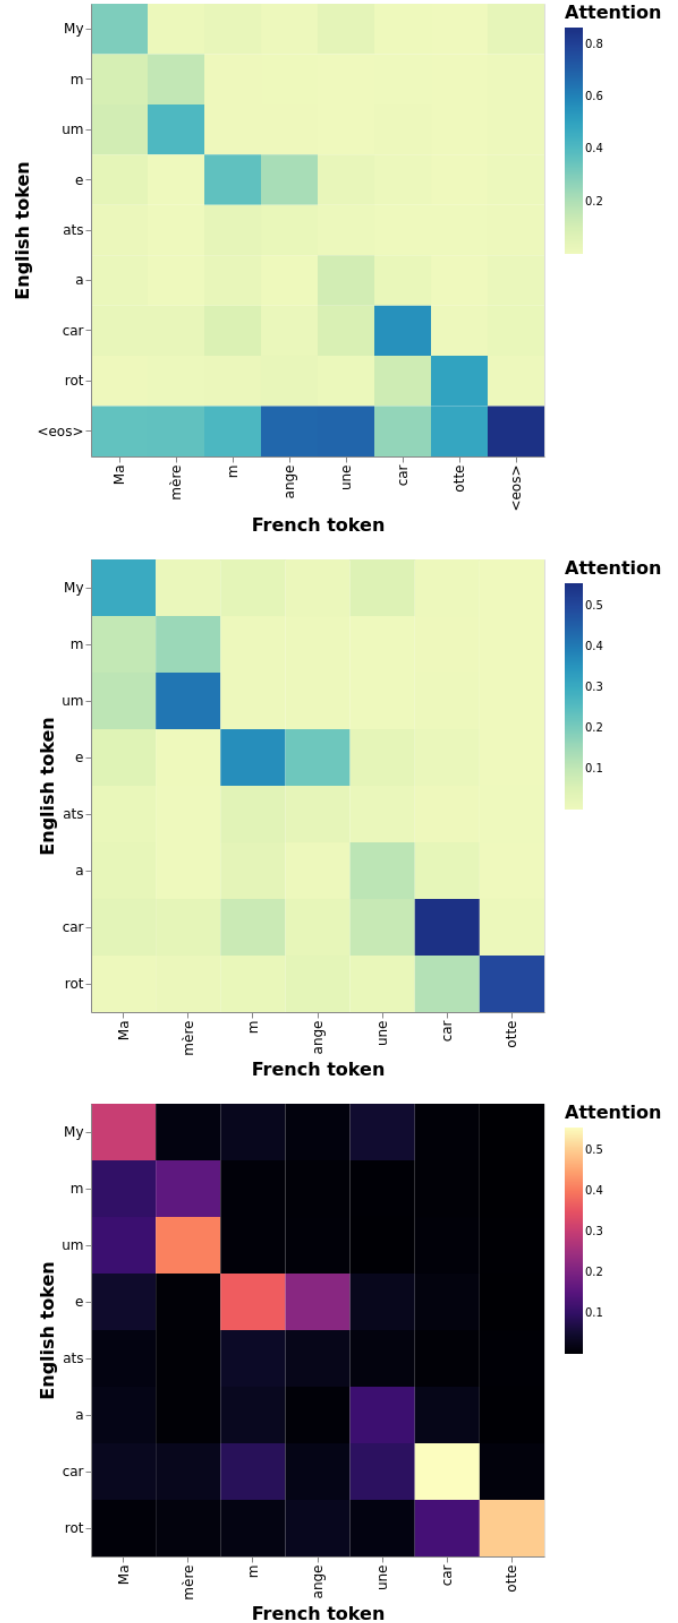 Attention
My
m
um
e
ats
a
car
rot
<eos>
English token
0.8
0.6
0.4
0.2
Ma
mère
m
ange
une
car
otte
<eos>
French token
Attention
My
m
um
e
ats
a
car
rot
English token
0.5
0.4
0.3
0.2
0.1
Ma
mère
m
ange
une
car
otte
French token
Attention
My
m
um
e
ats
a
car
rot
English token
0.5
0.4
0.3
0.2
0.1
Ma
mère
m
ange
une
car
otte
French token